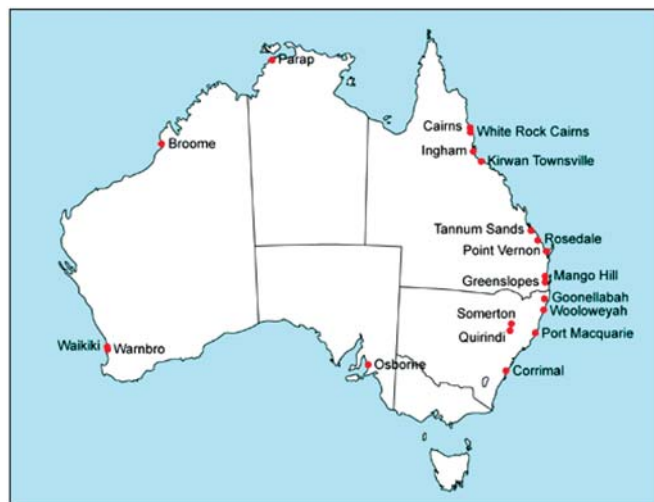 Parap
Cairns
White Rock Cairns
Broome
Ingham
Kirwan Townsville
Tannum Sands
Rosedale
Point Vernon
Mango Hill
Greenslopes
Goonellabah
Wooloweyah
Somerton
Port Macquarie
Quirindi
Waikiki
Warnbro
Osborne
Corrimal